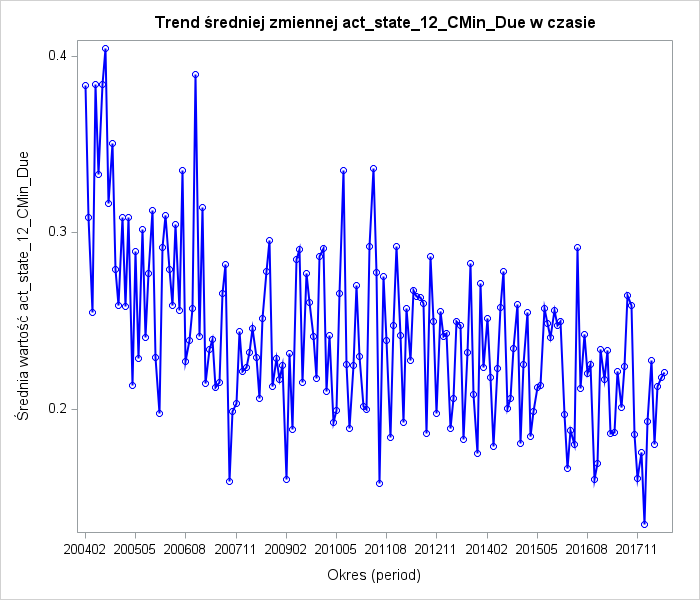 Trend średniej zmiennej act_state_12_CMin_Due w czasie
Średnia wartość act_state_12_CMin_Due
0.4
0.3
0.2
200402 200505 200608 200711 200902 201005 201108 201211 201402 201505 201608 201711
Okres (period)